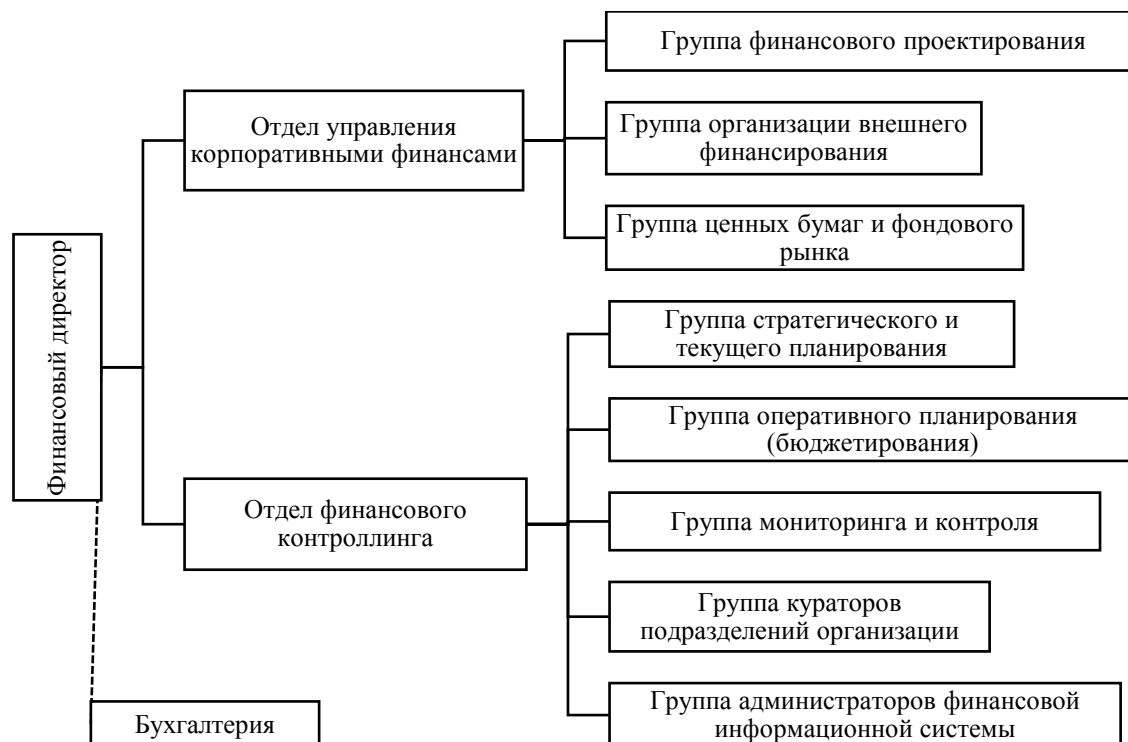 Группа финансового проектирования
Отдел управления
корпоративными финансами
Группа организации внешнего
финансирования
Группа ценных бумаг и фондового
рынка
Финансовый директор
Группа стратегического и
текущего планирования
Группа оперативного планирования
(бюджетирования)
Отдел финансового
контроллинга
Группа мониторинга и контроля
Группа кураторов
подразделений организации
Бухгалтерия
Группа администраторов финансовой
информационной системы